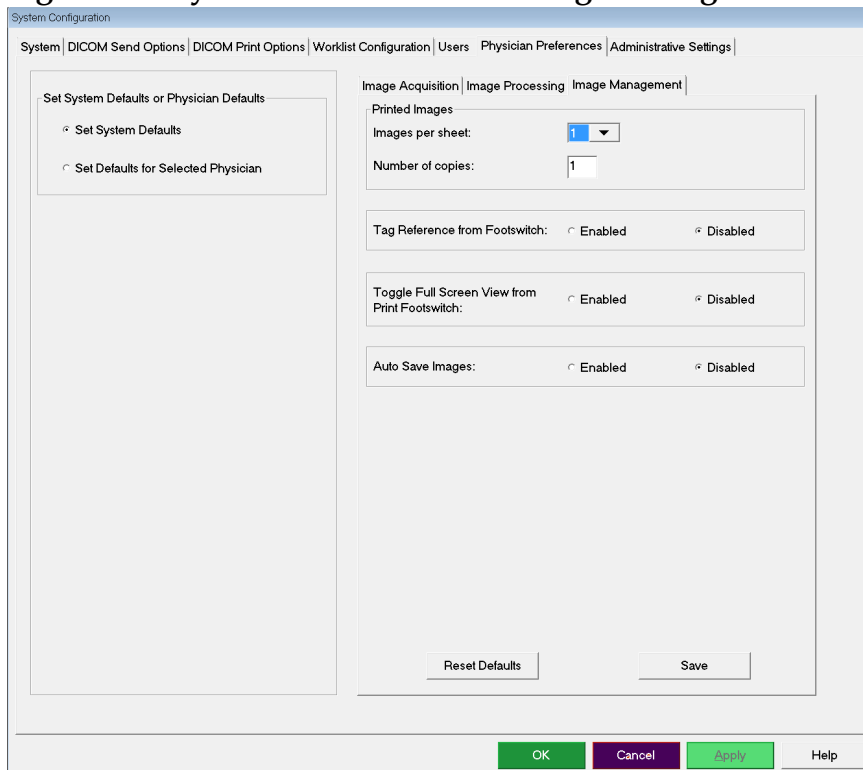 System Configuration
System DICOM Send Options DICOM Print Options Worklist Configuration Users Physician Preferences Administrative Settings
Set System Defaults or Physician Defaults
Set System Defaults
Set Defaults for Selected Physician
Image Acquisition Image Processing Image Management
Printed Images
Images per sheet: 1
Number of copies: 1
Tag Reference from Footswitch: Enabled Disabled
Toggle Full Screen View from
Print Footswitch: Enabled Disabled
Auto Save Images: Enabled Disabled
Reset Defaults Save
OK Cancel Apply Help